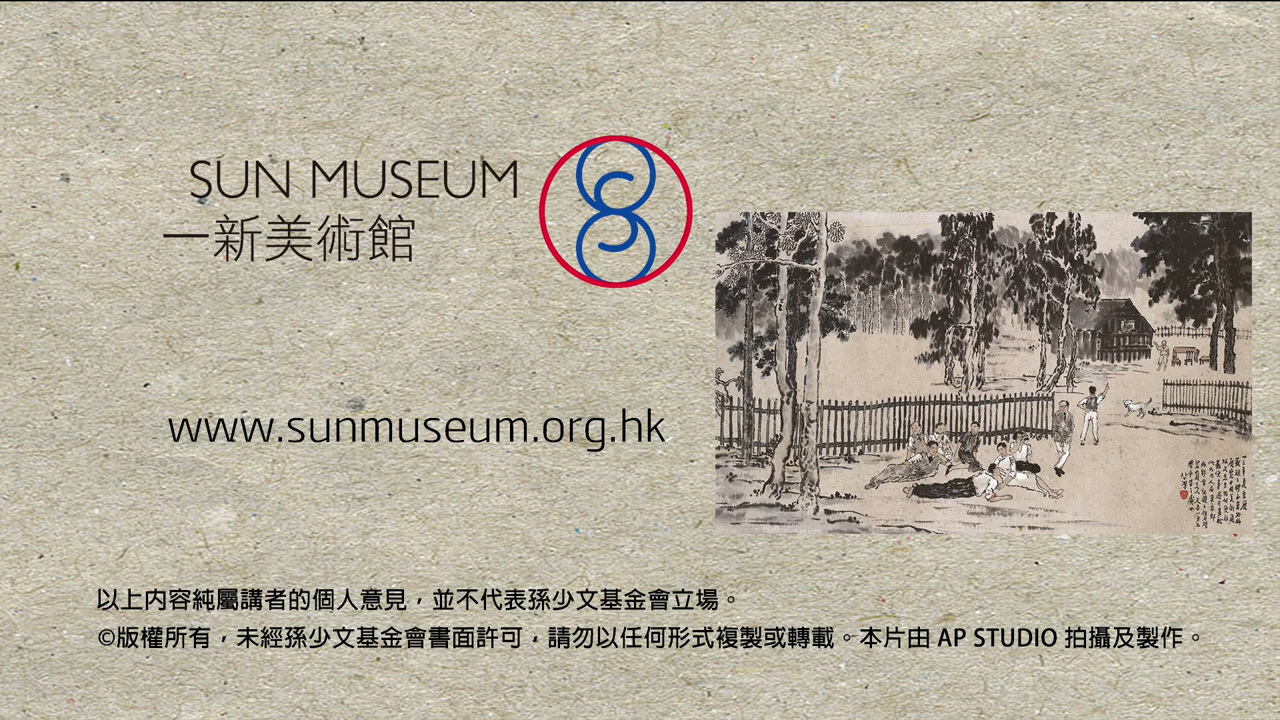 SUN MUSEUM
一新美術館
www.sunmuseum.org.hk
以上内容純屬講者的個人意見，並不代表孫少文基金會立場。
©版權所有，未經孫少文基金會書面許可，請勿以任何形式複製或轉載。本片由 AP STUDIO 拍攝及製作。